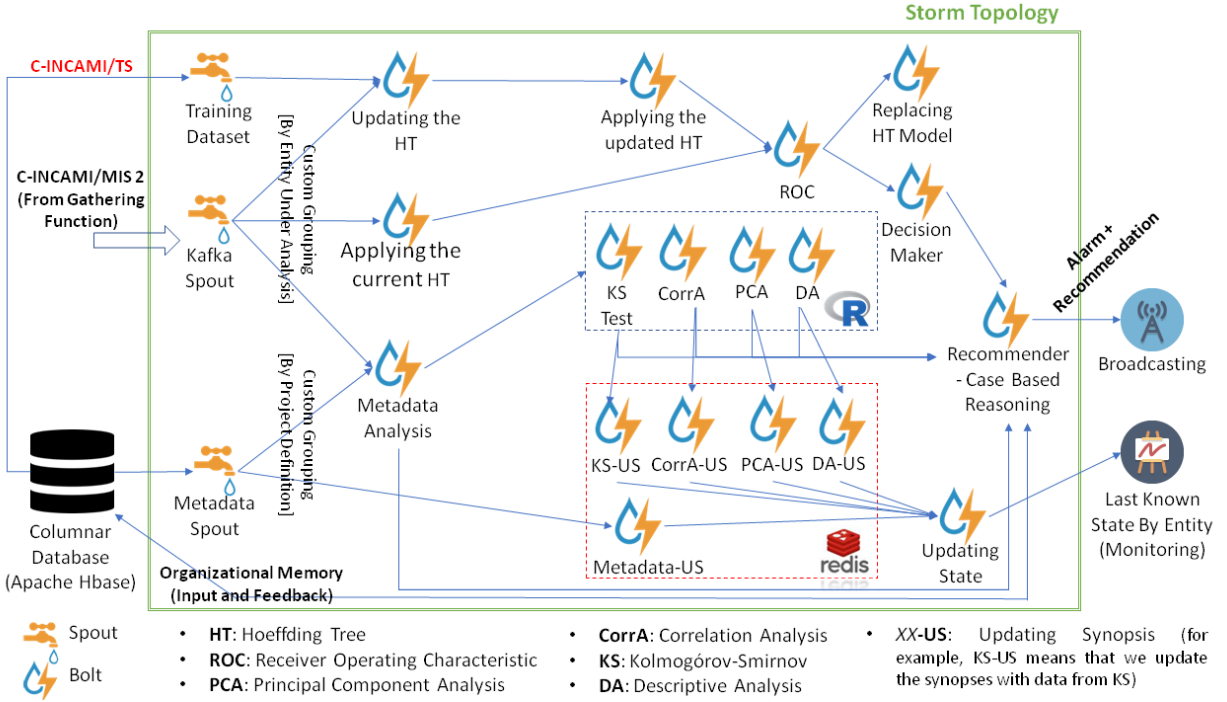 Storm Topology
C-INCAMI/TS
Training
Dataset
Updating the
HT
Applying the
updated HT
Replacing
HT Model
ROC
[By Entity Under Analysis]
Custom Grouping
C-INCAMI/MIS 2
(From Gathering
Function)
Kafka
Spout
Applying the
current HT
Decision
Maker
KS
Test
CorrA
PCA
DA
R
Alarm+
Recommendation
Recommender
- Case Based
Reasoning
Broadcasting
Metadata
Analysis
[By Project Definition]
Custom Grouping
KS-US
CorrA-US
PCA-US
DA-US
Metadata
Spout
Metadata-US
redis
Updating
State
Last Known
State By Entity
(Monitoring)
Columnar
Database
(Apache Hbase)
Organizational Memory
(Input and Feedback)
Spout
Bolt
• HT: Hoeffding Tree
• ROC: Receiver Operating Characteristic
• PCA: Principal Component Analysis
• CorrA: Correlation Analysis
• KS: Kolmogórov-Smirnov
• DA: Descriptive Analysis
• XX-US: Updating Synopsis (for
example, KS-US means that we update
the synopses with data from KS)